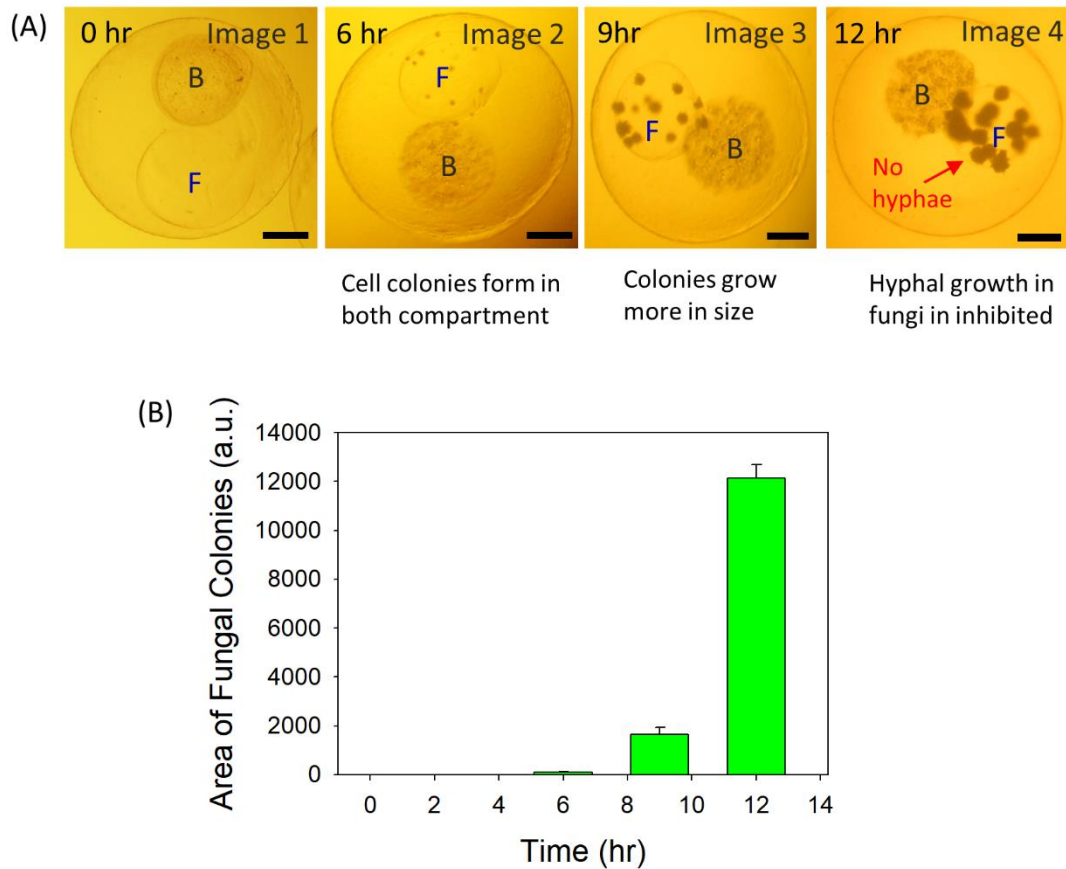 (A)
0 hr Image 1
B
F
6 hr Image 2
F
B
9hr Image 3
F
B
12 hr Image 4
B
F
No
hyphae
Cell colonies form in
both compartment
Colonies grow
more in size
Hyphal growth in
fungi in inhibited
(B)
Area of Fungal Colonies (a.u.)
14000
12000
10000
8000
6000
4000
2000
0
0 2 4 6 8 10 12 14
Time (hr)